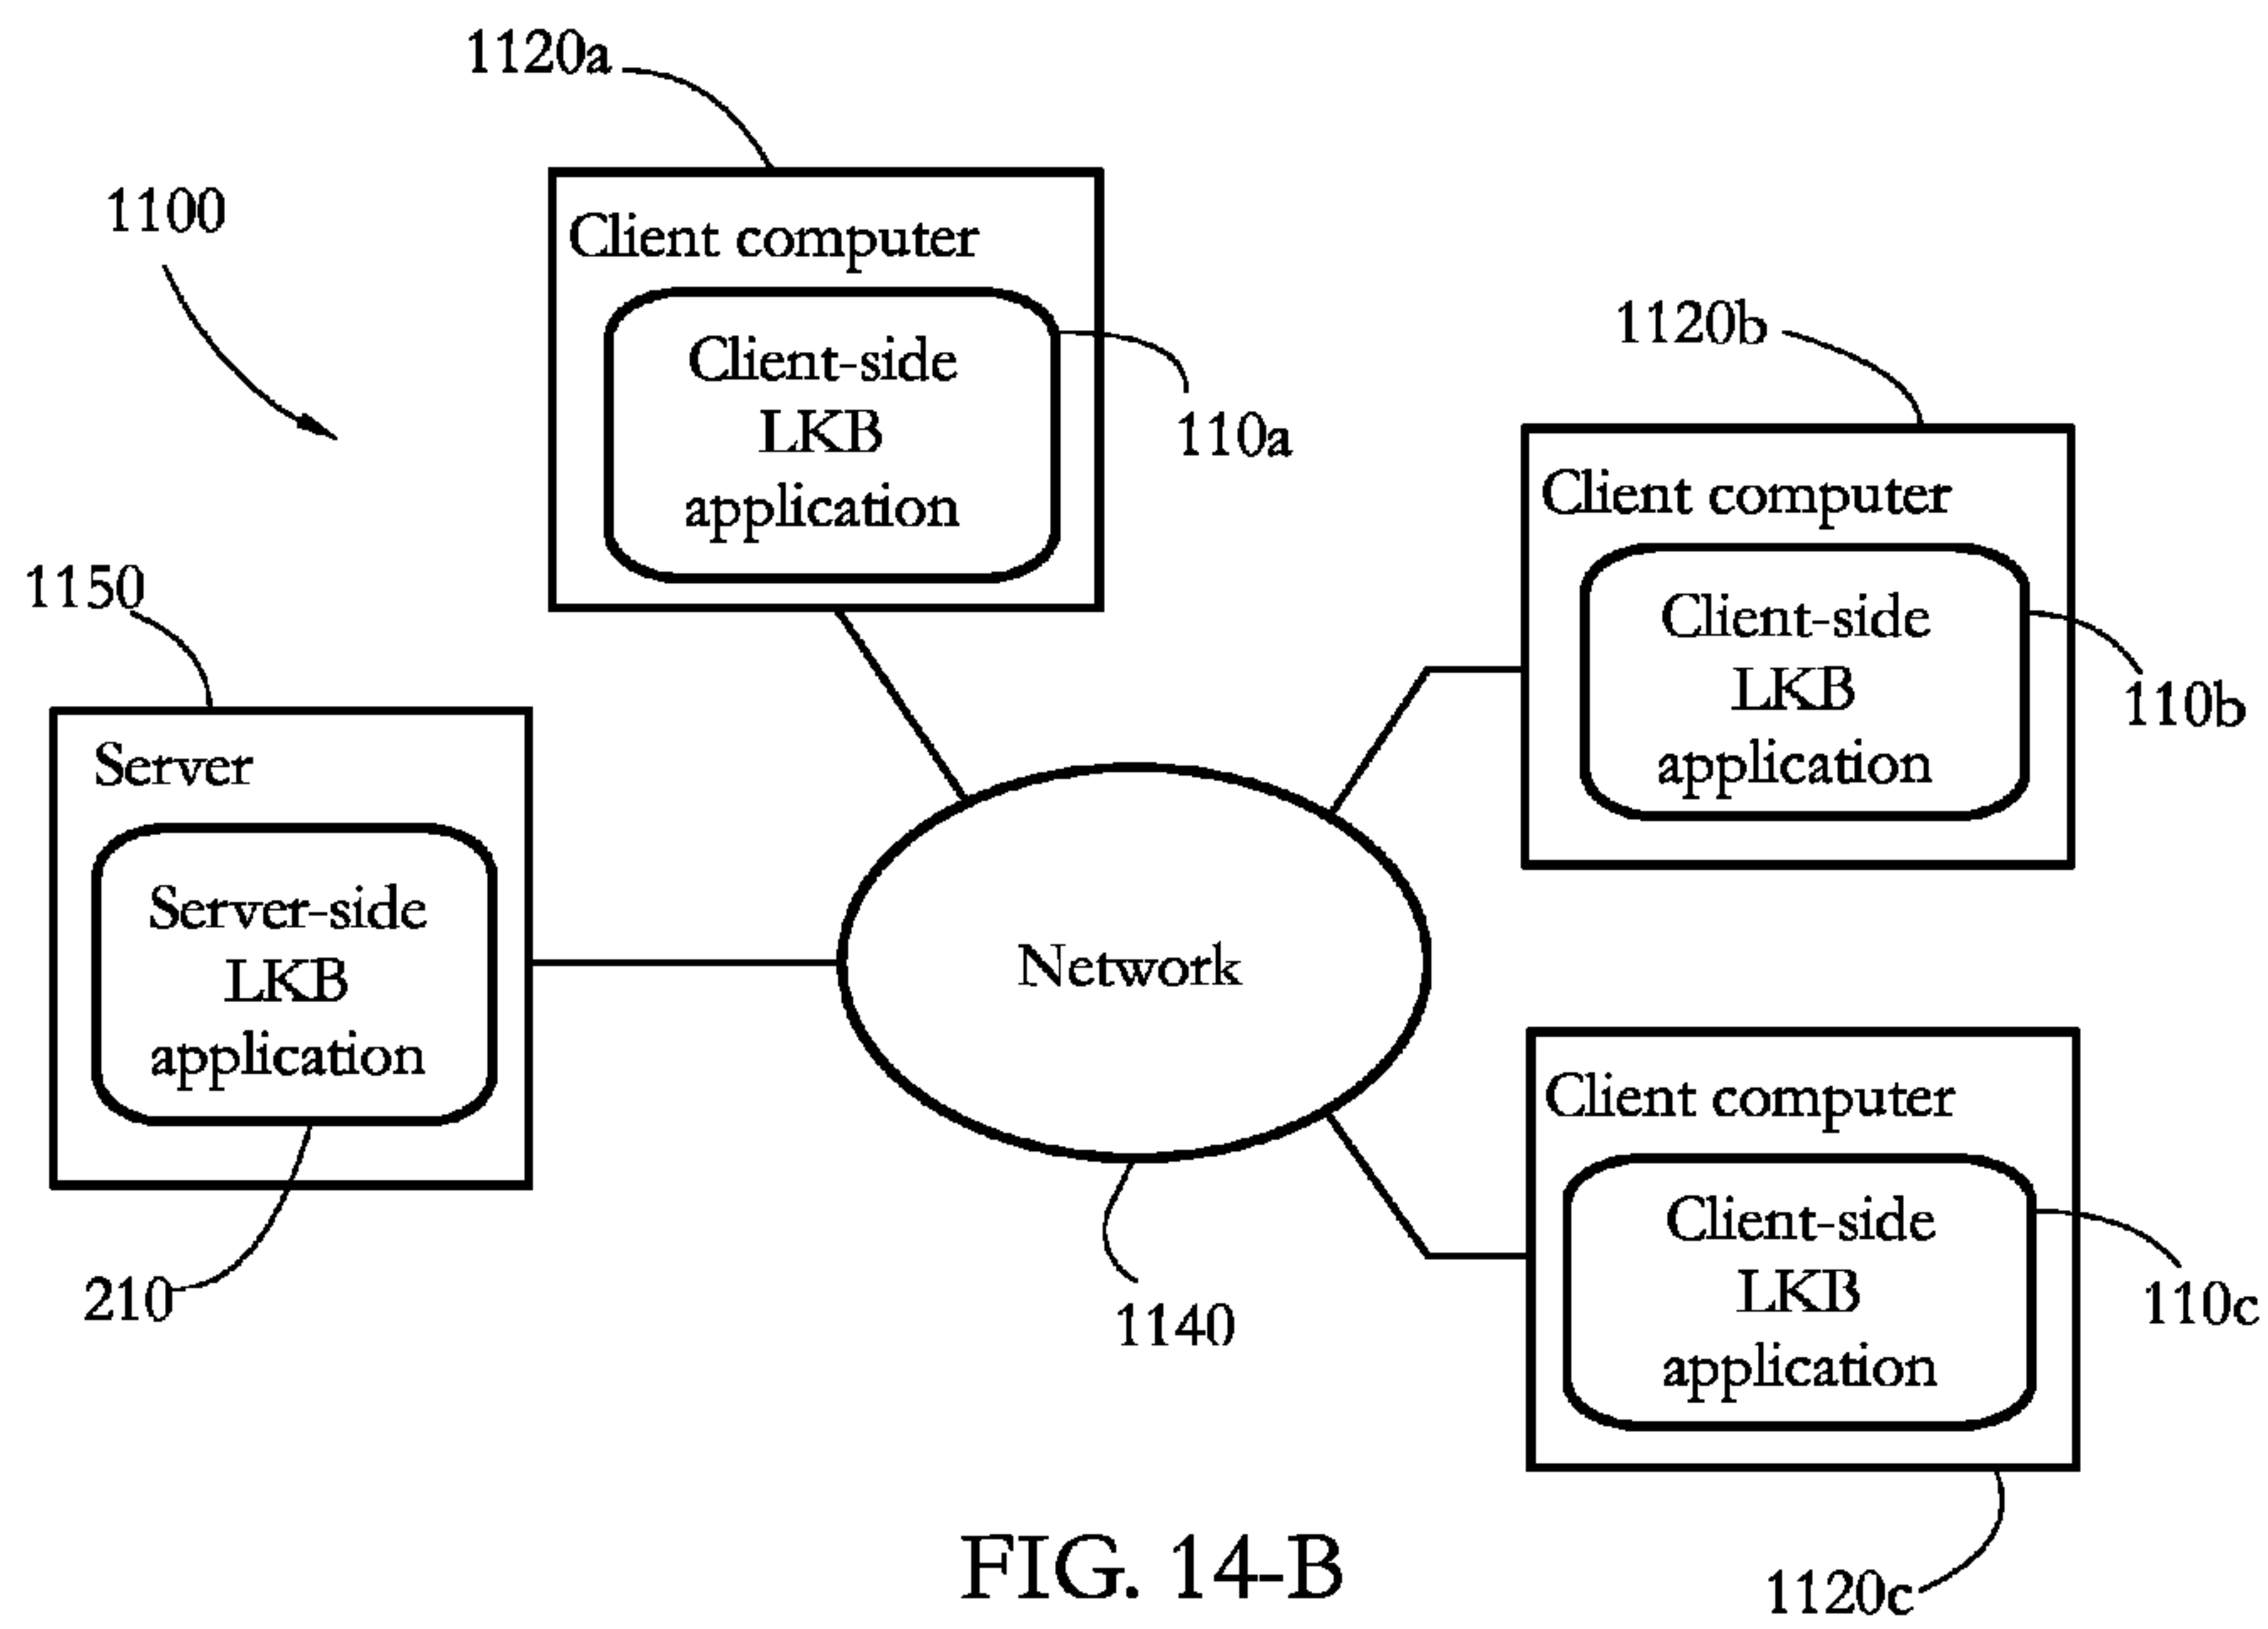 1120a
1100
Client computer
Client-side
LKB
application
110a
1120b
Client computer
Client-side
LKB
application
110b
1150
Server
Server-side
LKB
application
210
Network
1140
Client computer
Client-side
LKB
application
110c
1120c
FIG. 14-B